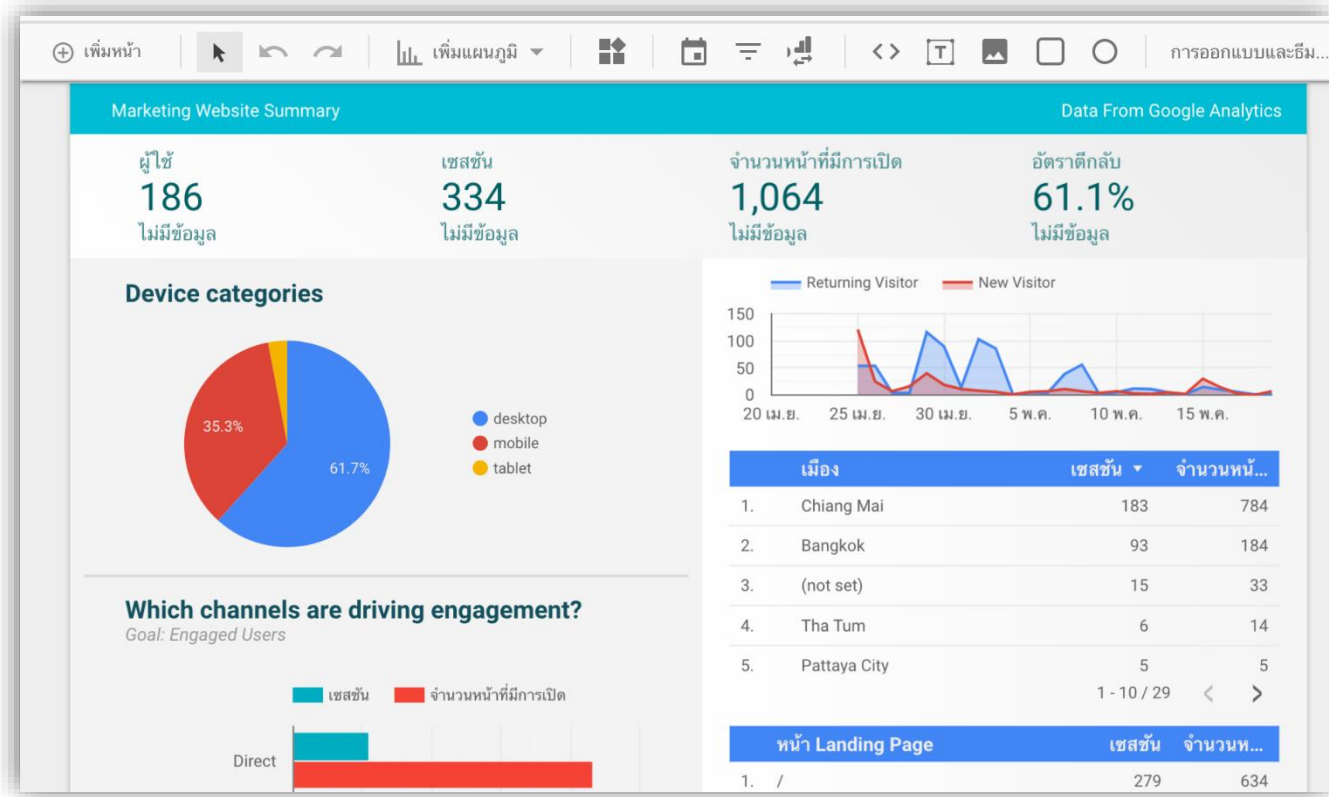 เพิ่มหน้า เพิ่มแผนภูมิ T การออกแบบและธีม...
Marketing Website Summary Data From Google Analytics
ผู้ใช้ เซสชัน จำนวนหน้าที่มีการเปิด อัตราตีกลับ
186 334 1,064 61.1%
ไม่มีข้อมูล ไม่มีข้อมูล ไม่มีข้อมูล ไม่มีข้อมูล
Device categories
35.3%
61.7%
desktop
mobile
tablet
Returning Visitor New Visitor
150
100
50
0
20 เม.ย. 25 เม.ย. 30 เม.ย. 5 พ.ค. 10 พ.ค. 15 พ.ค.
เมือง เซสชัน จำนวนหน้...
1. Chiang Mai 183 784
2. Bangkok 93 184
3. (not set) 15 33
4. Tha Tum 6 14
5. Pattaya City 5 5
1 - 10 / 29 < >
Which channels are driving engagement?
Goal: Engaged Users
เซสชัน จำนวนหน้าที่มีการเปิด
Direct
หน้า Landing Page เซสชัน จำนวนห...
1. / 279 634